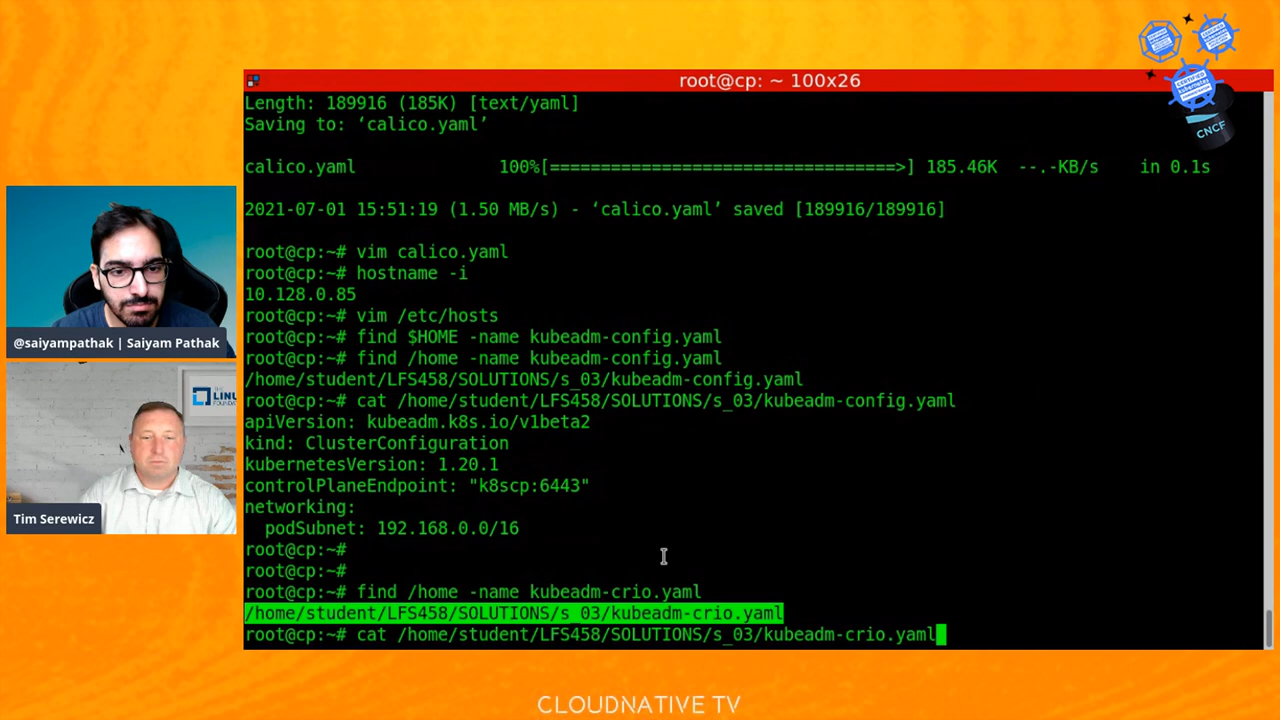 root@cp: ~ 100x26
Length: 189916 (185K) [text/yaml]
Saving to: ‘calico.yaml’
calico.yaml 100%[=================================>] 185.46K --.-KB/s in 0.1s
2021-07-01 15:51:19 (1.50 MB/s) - ‘calico.yaml’ saved [189916/189916]
root@cp:~# vim calico.yaml
root@cp:~# hostname -i
10.128.0.85
root@cp:~# vim /etc/hosts
root@cp:~# find $HOME -name kubeadm-config.yaml
root@cp:~# find /home -name kubeadm-config.yaml
/home/student/LFS458/SOLUTIONS/s_03/kubeadm-config.yaml
root@cp:~# cat /home/student/LFS458/SOLUTIONS/s_03/kubeadm-config.yaml
apiVersion: kubeadm.k8s.io/v1beta2
kind: ClusterConfiguration
kubernetesVersion: 1.20.1
controlPlaneEndpoint: "k8scp:6443"
networking:
  podSubnet: 192.168.0.0/16
root@cp:~#
root@cp:~#
root@cp:~# find /home -name kubeadm-crio.yaml
/home/student/LFS458/SOLUTIONS/s_03/kubeadm-crio.yaml
root@cp:~# cat /home/student/LFS458/SOLUTIONS/s_03/kubeadm-crio.yaml
@saiyampathak | Saiyam Pathak
Tim Serewicz
CNCF
CLOUDNATIVE TV